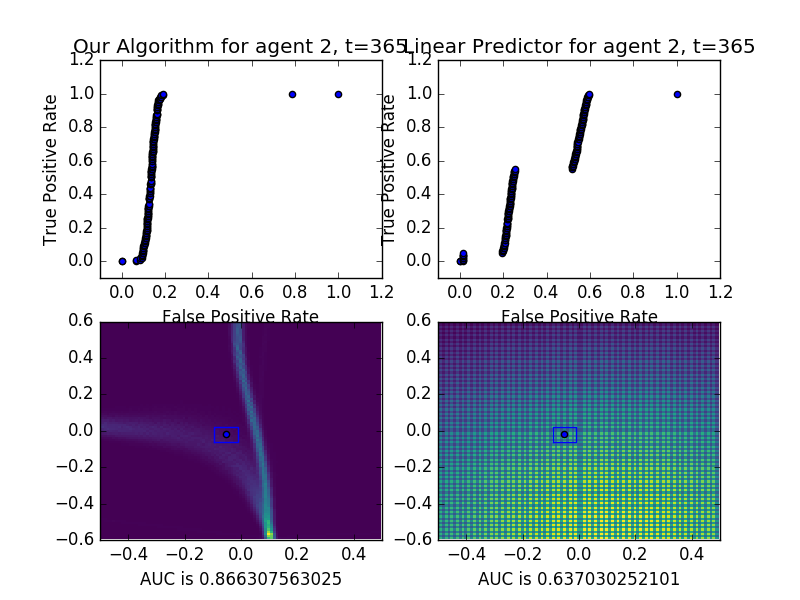 Our Algorithm for agent 2, t=365
Linear Predictor for agent 2, t=365
True Positive Rate
1.2
1.0
0.8
0.6
0.4
0.2
0.0
0.0 0.2 0.4 0.6 0.8 1.0 1.2
False Positive Rate
True Positive Rate
1.2
1.0
0.8
0.6
0.4
0.2
0.0
0.0 0.2 0.4 0.6 0.8 1.0 1.2
False Positive Rate
0.6
0.4
0.2
0.0
−0.2
−0.4
−0.6
−0.4 −0.2 0.0 0.2 0.4
AUC is 0.866307563025
0.6
0.4
0.2
0.0
−0.2
−0.4
−0.6
−0.4 −0.2 0.0 0.2 0.4
AUC is 0.637030252101